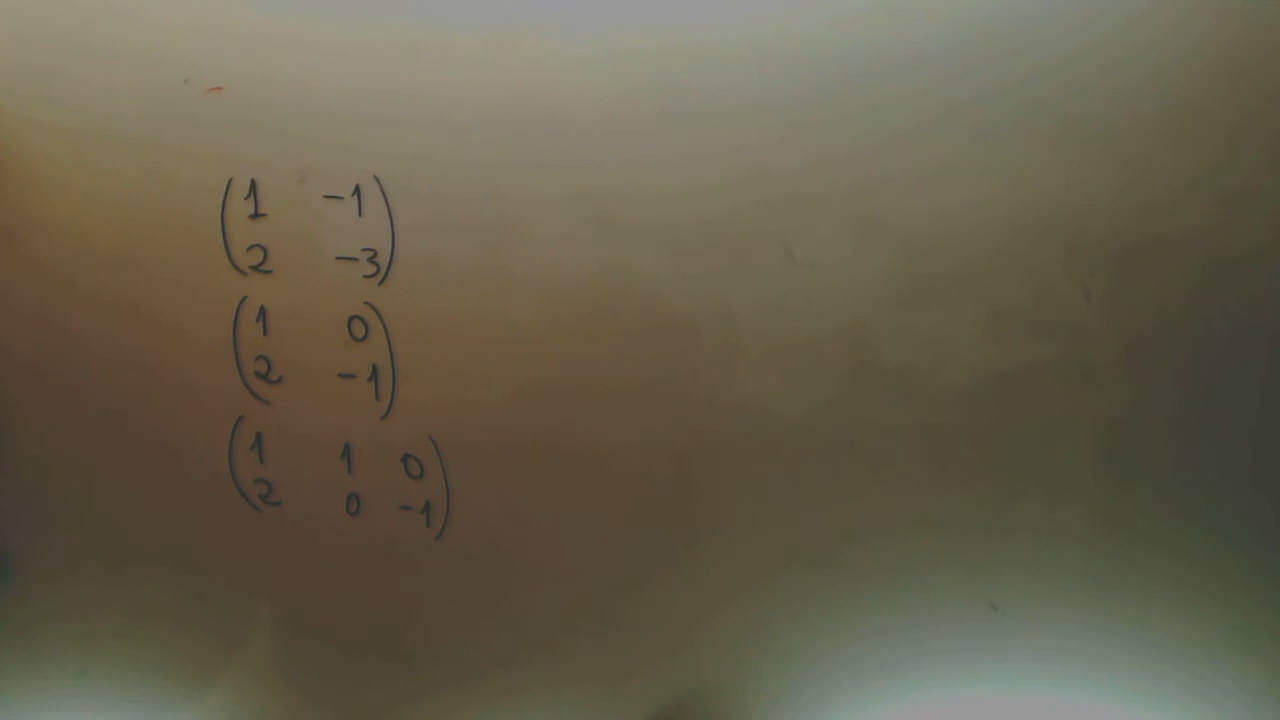 (1 -1
2 -3)
(1 0
2 -1)
(1 1 0
2 0 -1)